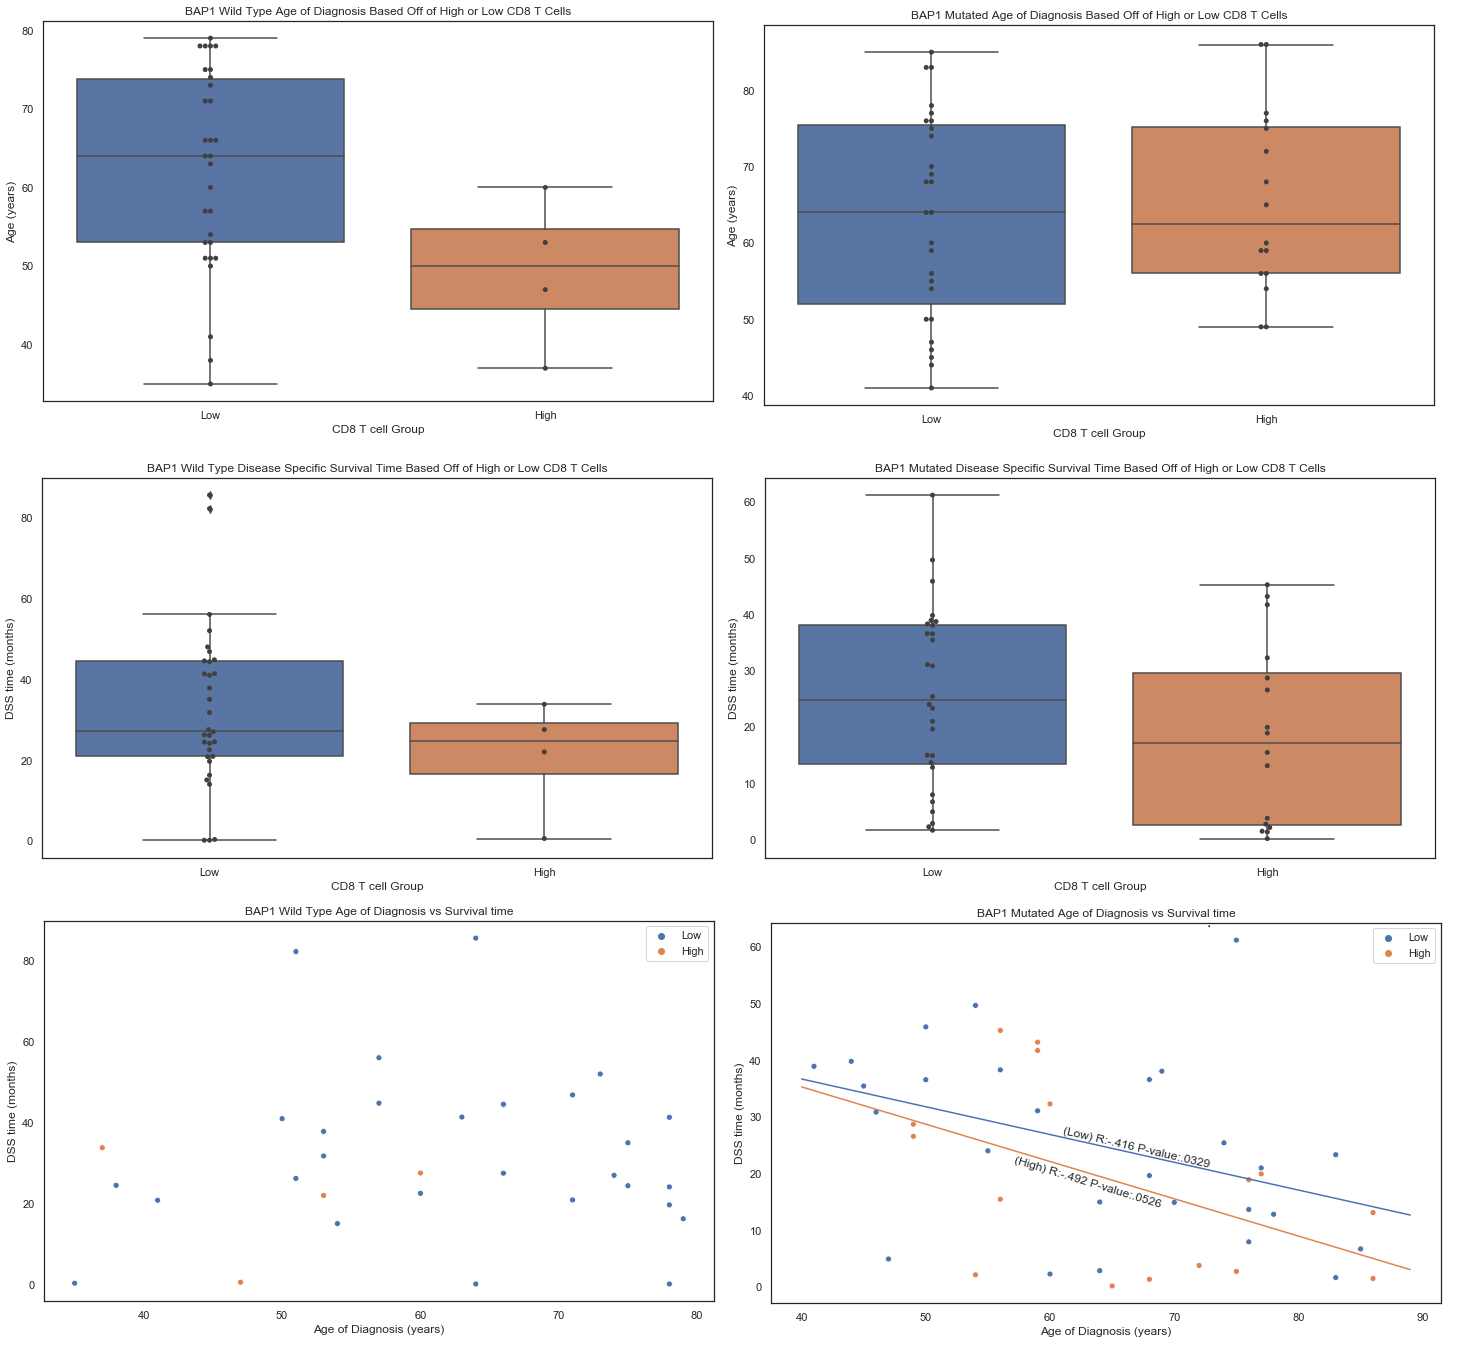 BAP1 Wild Type Age of Diagnosis Based Off of High or Low CD8 T Cells
80
70
60
50
40
Age (years)
Low
High
CD8 T cell Group
BAP1 Mutated Age of Diagnosis Based Off of High or Low CD8 T Cells
80
70
60
50
40
Age (years)
Low
High
CD8 T cell Group
BAP1 Wild Type Disease Specific Survival Time Based Off of High or Low CD8 T Cells
80
60
40
20
0
DSS time (months)
Low
High
CD8 T cell Group
BAP1 Mutated Disease Specific Survival Time Based Off of High or Low CD8 T Cells
60
50
40
30
20
10
0
DSS time (months)
Low
High
CD8 T cell Group
BAP1 Wild Type Age of Diagnosis vs Survival time
Low
High
80
60
40
20
0
DSS time (months)
40
50
60
70
80
Age of Diagnosis (years)
BAP1 Mutated Age of Diagnosis vs Survival time
Low
High
60
50
40
30
20
10
0
DSS time (months)
(Low) R:-.416 P-value:.0329
(High) R:-.492 P-value:.0526
40
50
60
70
80
90
Age of Diagnosis (years)